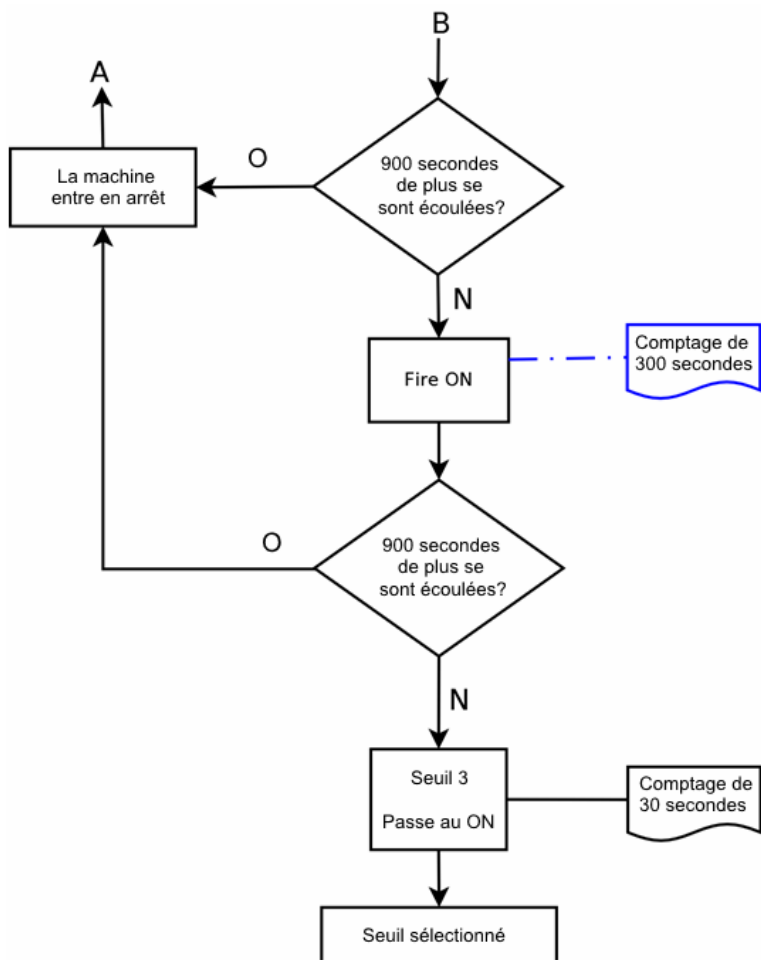 B
A
O
900 secondes
de plus se
sont écoulées?
La machine
entre en arrêt
N
Comptage de
300 secondes
Fire ON
O
900 secondes
de plus se
sont écoulées?
N
Seuil 3
Passe au ON
Comptage de
30 secondes
Seuil sélectionné